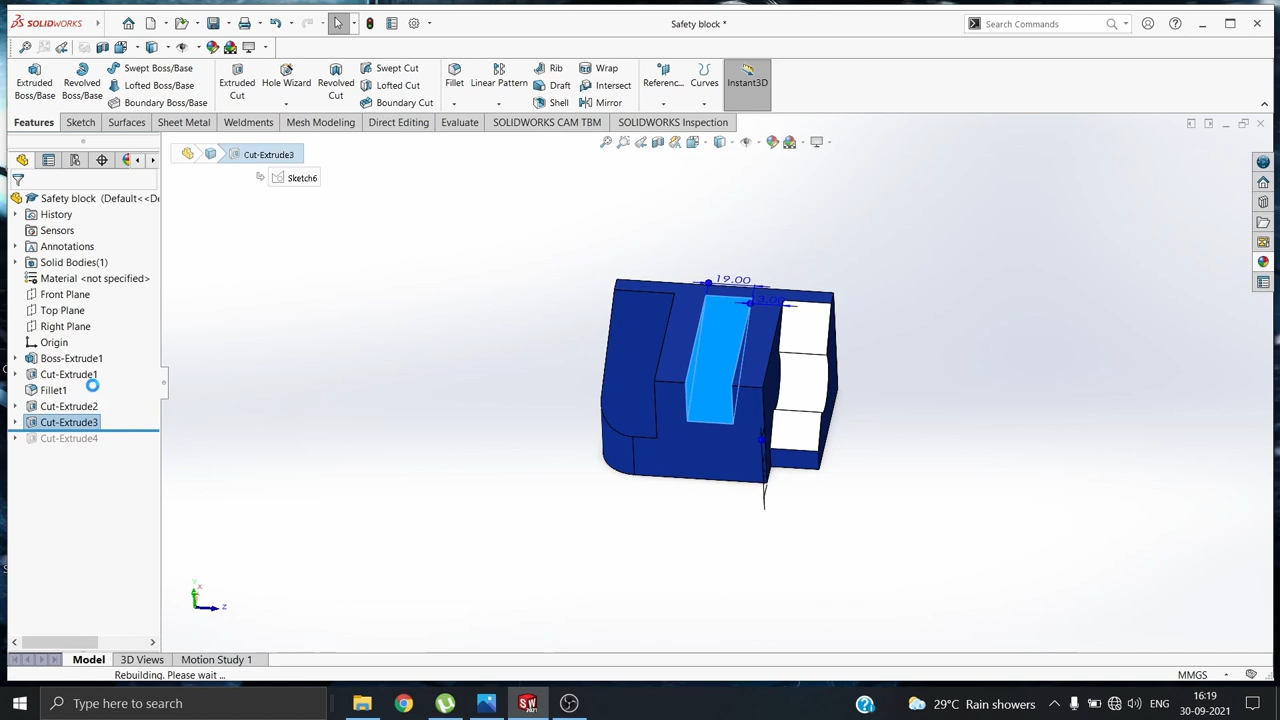 SOLIDWORKS
Safety block *
Search Commands
Extruded Boss/Base
Revolved Boss/Base
Swept Boss/Base
Lofted Boss/Base
Boundary Boss/Base
Extruded Cut
Hole Wizard
Revolved Cut
Swept Cut
Lofted Cut
Boundary Cut
Fillet
Linear Pattern
Rib
Draft
Shell
Wrap
Intersect
Mirror
Referenc...
Curves
Instant3D
Features
Sketch
Surfaces
Sheet Metal
Weldments
Mesh Modeling
Direct Editing
Evaluate
SOLIDWORKS CAM TBM
SOLIDWORKS Inspection
Cut-Extrude3
Sketch6
Safety block (Default<<De
History
Sensors
Annotations
Solid Bodies(1)
Material <not specified>
Front Plane
Top Plane
Right Plane
Origin
Boss-Extrude1
Cut-Extrude1
Fillet1
Cut-Extrude2
Cut-Extrude3
Cut-Extrude4
19.00
3.00
Y
X
Z
Model
3D Views
Motion Study 1
Rebuilding. Please wait ...
MMGS
Type here to search
SW
2021
29°C Rain showers
ENG
16:19
30-09-2021